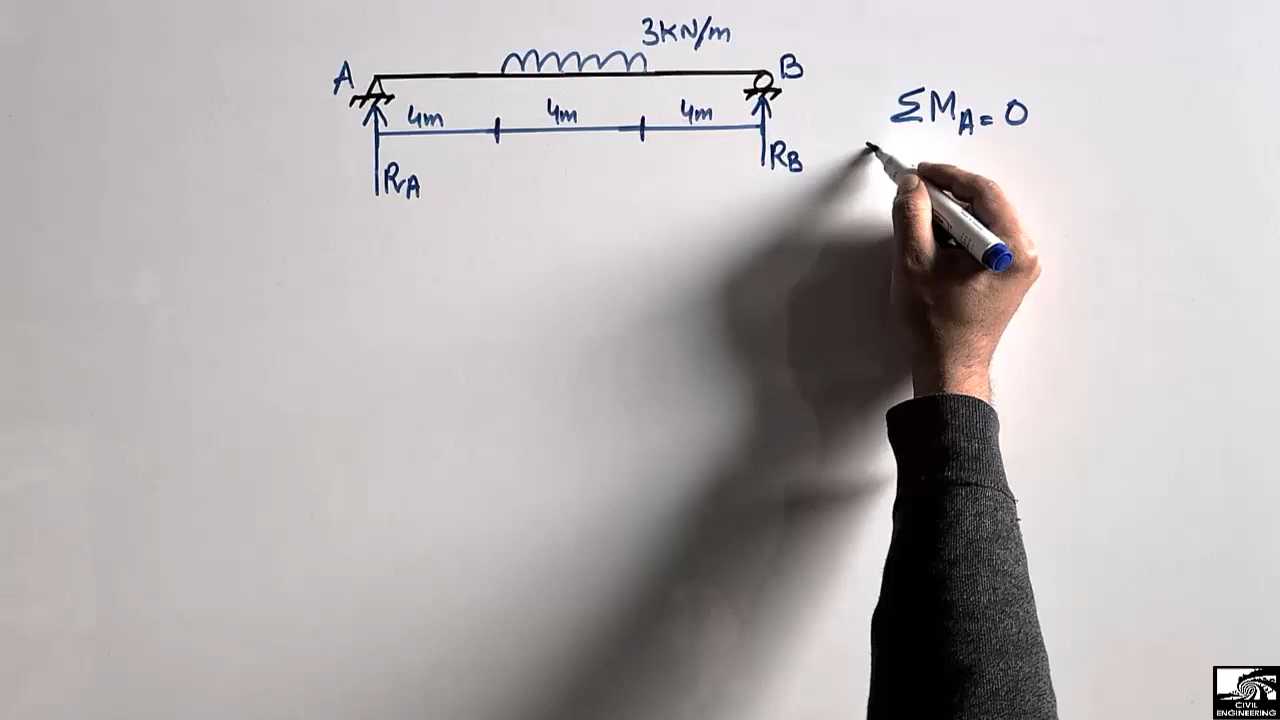 3KN/m
A
B
4m 4m 4m
RA
RB
ΣMA = 0
CIVIL
ENGINEERING